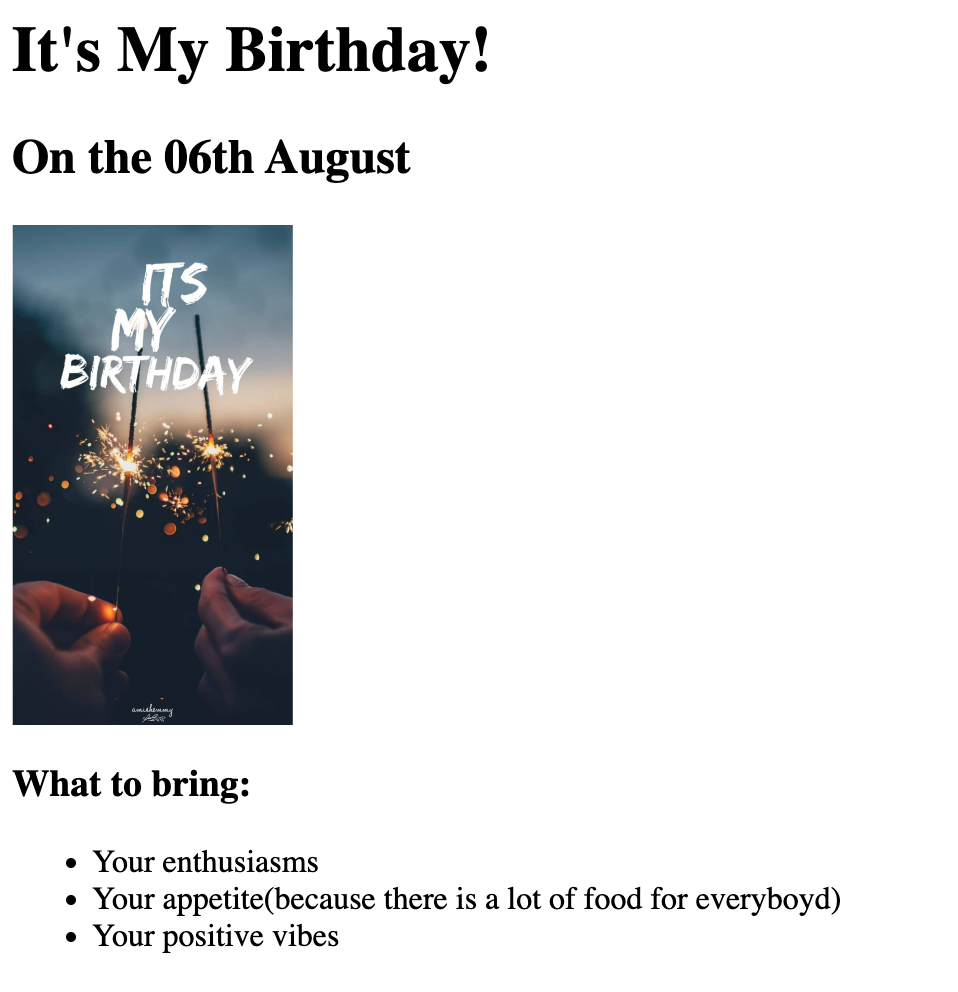 It's My Birthday!
On the 06th August
ITS
MY
BIRTHDAY
amishemmy
What to bring:
Your enthusiasms
Your appetite(because there is a lot of food for everyboyd)
Your positive vibes